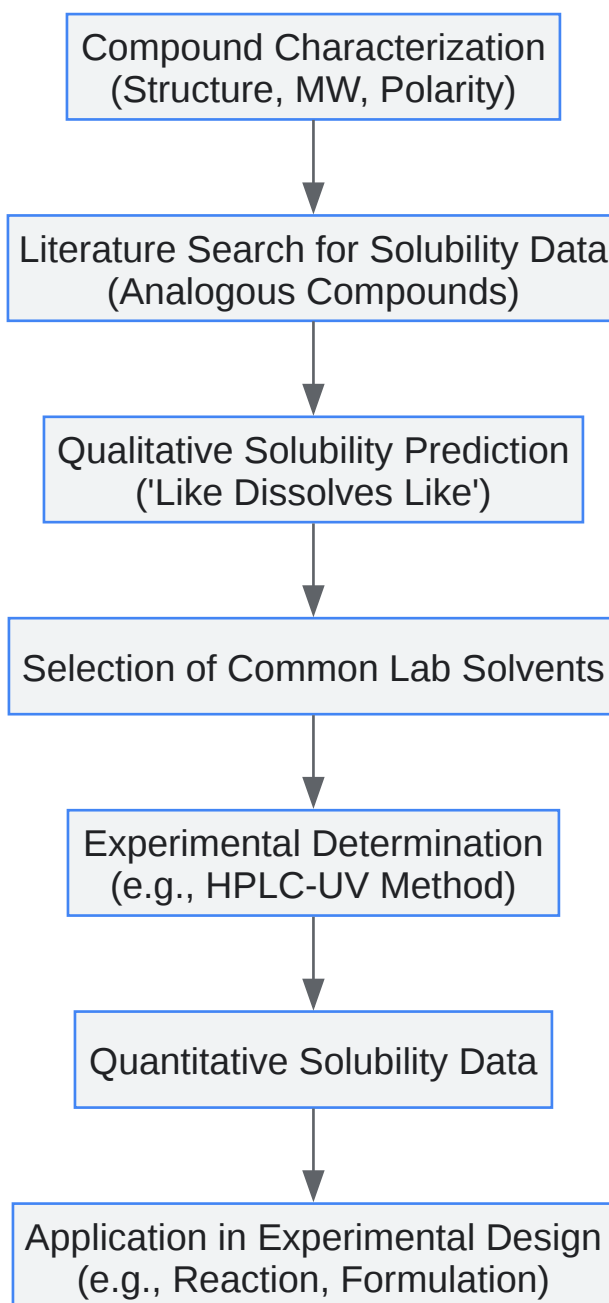 Compound Characterization
(Structure, MW, Polarity)
Literature Search for Solubility Data
(Analogous Compounds)
Qualitative Solubility Prediction
('Like Dissolves Like')
Selection of Common Lab Solvents
Experimental Determination
(e.g., HPLC-UV Method)
Quantitative Solubility Data
Application in Experimental Design
(e.g., Reaction, Formulation)